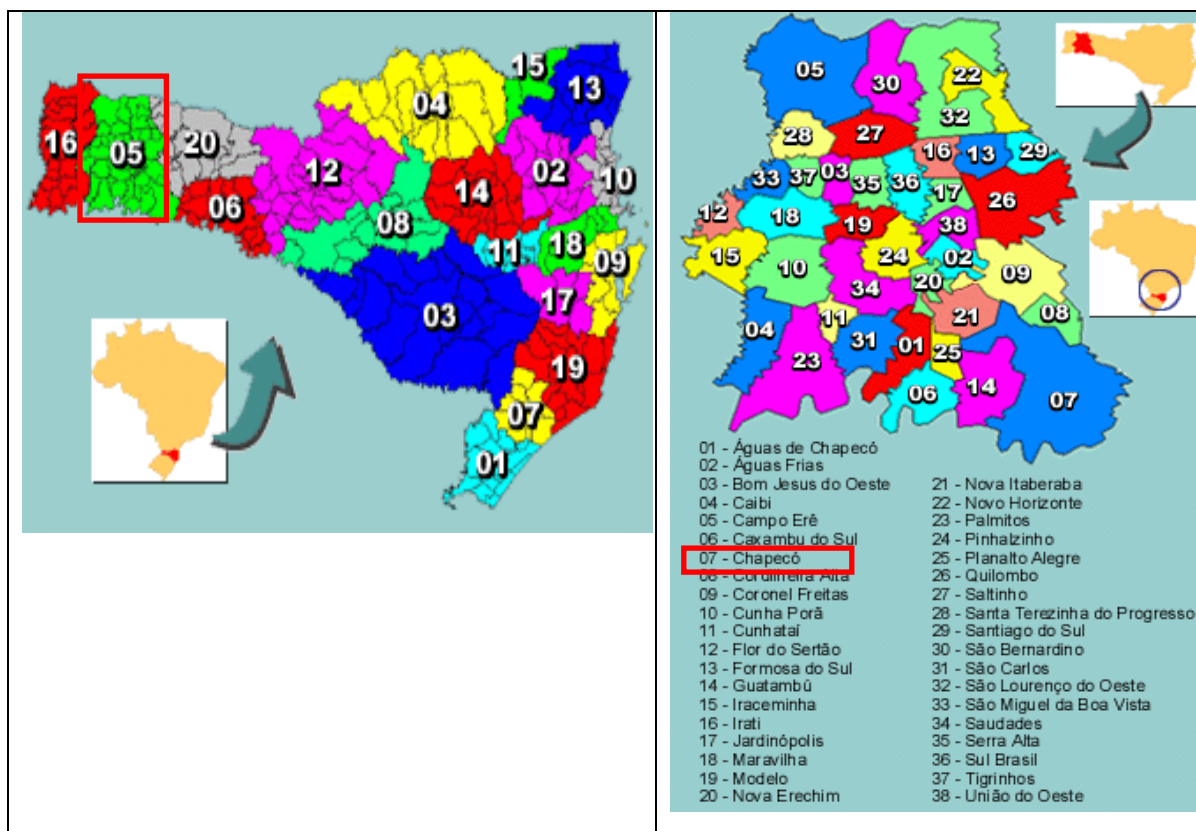 15
13
04
16
05
20
12
02
10
14
06
08
18
11
09
17
03
19
07
01
05
30
22
32
28
27
16
13
29
33
37
03
35
36
17
26
12
18
19
38
15
24
02
10
20
09
34
04
11
21
08
23
31
01
25
06
14
07
01 - Águas de Chapecó
02 - Águas Frias
03 - Bom Jesus do Oeste
04 - Caibi
05 - Campo Erê
06 - Caxambu do Sul
07 - Chapecó
08 - Cordilheira Alta
09 - Coronel Freitas
10 - Cunha Porã
11 - Cunhataí
12 - Flor do Sertão
13 - Formosa do Sul
14 - Guatambú
15 - Iraceminha
16 - Irati
17 - Jardinópolis
18 - Maravilha
19 - Modelo
20 - Nova Erechim
21 - Nova Itaberaba
22 - Novo Horizonte
23 - Palmitos
24 - Pinhalzinho
25 - Planalto Alegre
26 - Quilombo
27 - Saltinho
28 - Santa Terezinha do Progresso
29 - Santiago do Sul
30 - São Bernardino
31 - São Carlos
32 - São Lourenço do Oeste
33 - São Miguel da Boa Vista
34 - Saudades
35 - Serra Alta
36 - Sul Brasil
37 - Tigrinhos
38 - União do Oeste